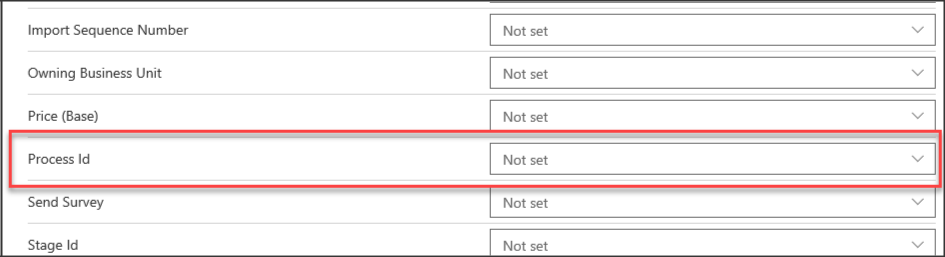 Import Sequence Number Not set
Owning Business Unit Not set
Price (Base) Not set
Process Id Not set
Send Survey Not set
Stage Id Not set